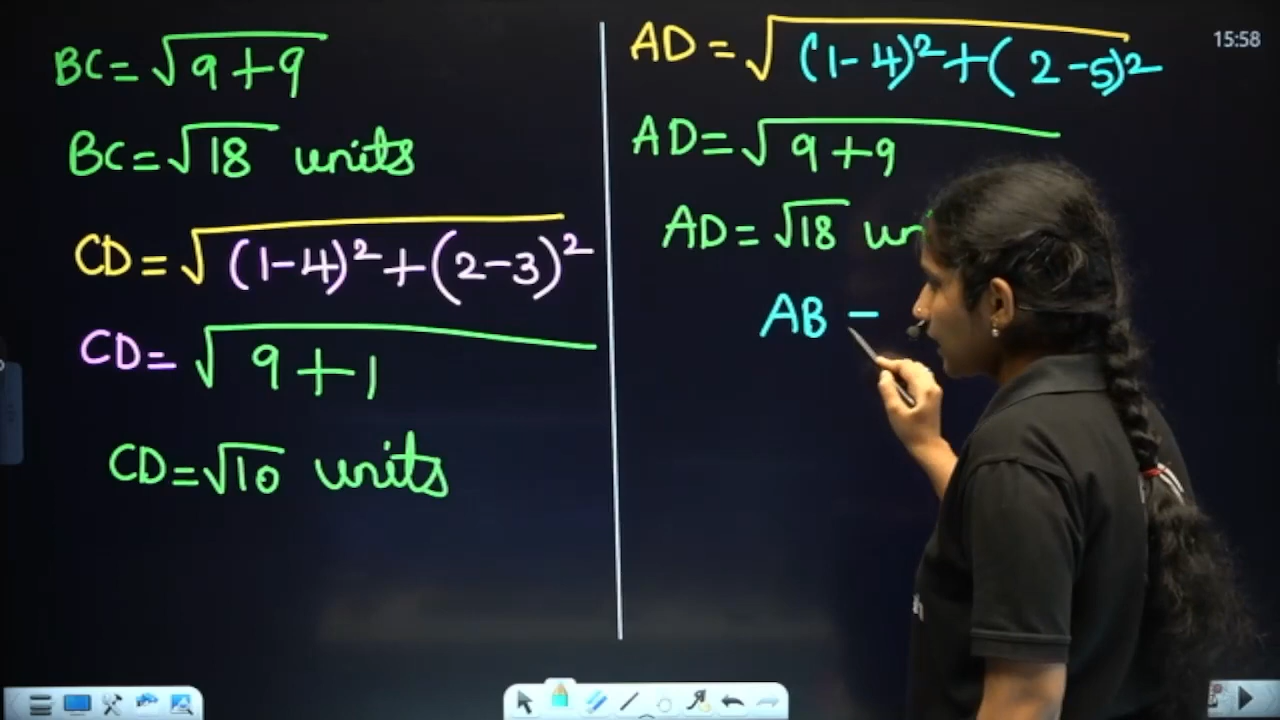 BC = √9+9
BC = √18 units
CD = √(1-4)²+(2-3)²
CD = √9+1
CD = √10 units
AD = √(1-4)²+(2-5)²
AD = √9+9
AD = √18 un
AB =
15:58